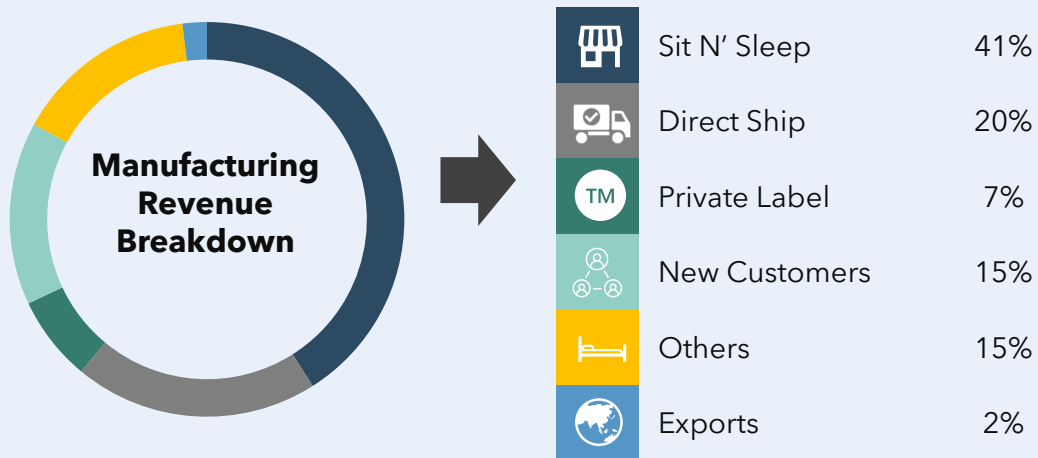 Manufacturing
Revenue
Breakdown
Sit N’ Sleep 41%
Direct Ship 20%
TM Private Label 7%
New Customers 15%
Others 15%
Exports 2%